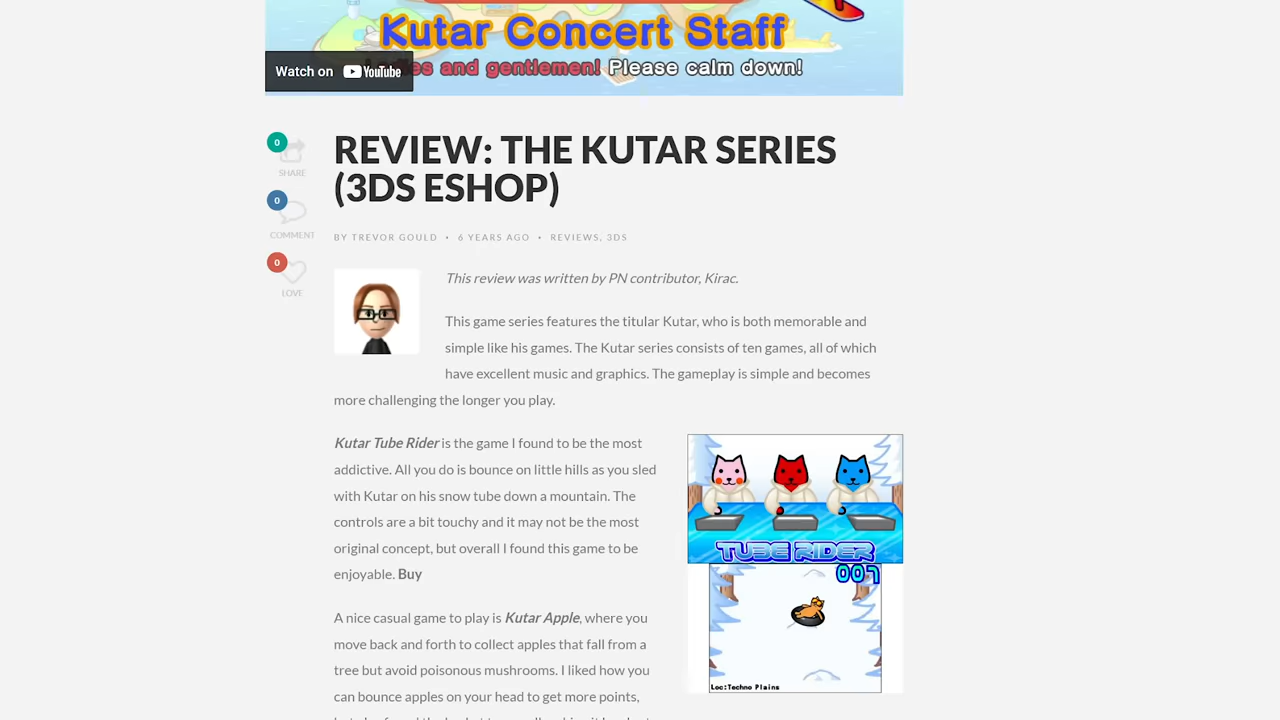 Kutar Concert Staff
Watch on YouTube
es and gentlemen! Please calm down!
0
SHARE
0
COMMENT
0
LOVE
REVIEW: THE KUTAR SERIES
(3DS ESHOP)
BY TREVOR GOULD • 6 YEARS AGO • REVIEWS, 3DS
This review was written by PN contributor, Kirac.
This game series features the titular Kutar, who is both memorable and
simple like his games. The Kutar series consists of ten games, all of which
have excellent music and graphics. The gameplay is simple and becomes
more challenging the longer you play.
Kutar Tube Rider is the game I found to be the most
addictive. All you do is bounce on little hills as you sled
with Kutar on his snow tube down a mountain. The
controls are a bit touchy and it may not be the most
original concept, but overall I found this game to be
enjoyable. Buy
TUBE RIDER
007
Loc:Techno Plains
A nice casual game to play is Kutar Apple, where you
move back and forth to collect apples that fall from a
tree but avoid poisonous mushrooms. I liked how you
can bounce apples on your head to get more points,